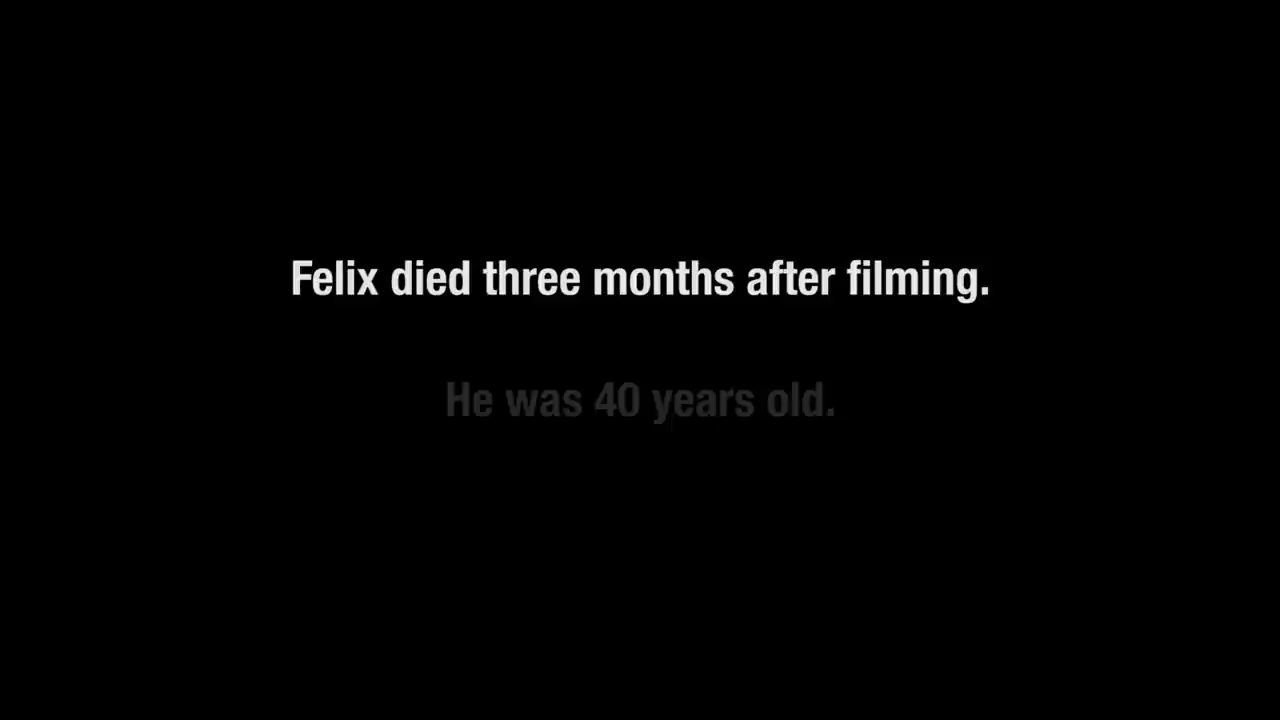 Felix died three months after filming.
He was 40 years old.